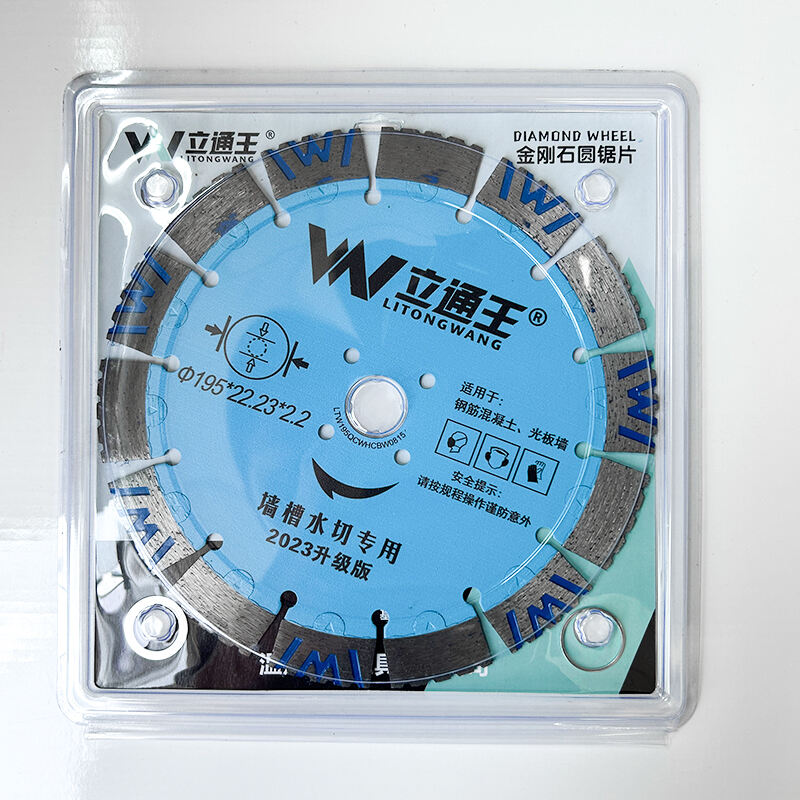 立通王®
LITONGWANG
DIAMOND WHEEL
金刚石圆锯片
立通王®
LITONGWANG
Φ195*22.23*2.2
适用于:
钢筋混凝土、光板墙
LTW195QCWHCBW0815
安全提示:
请按规程操作谨防意外
墙槽水切专用
2023升级版